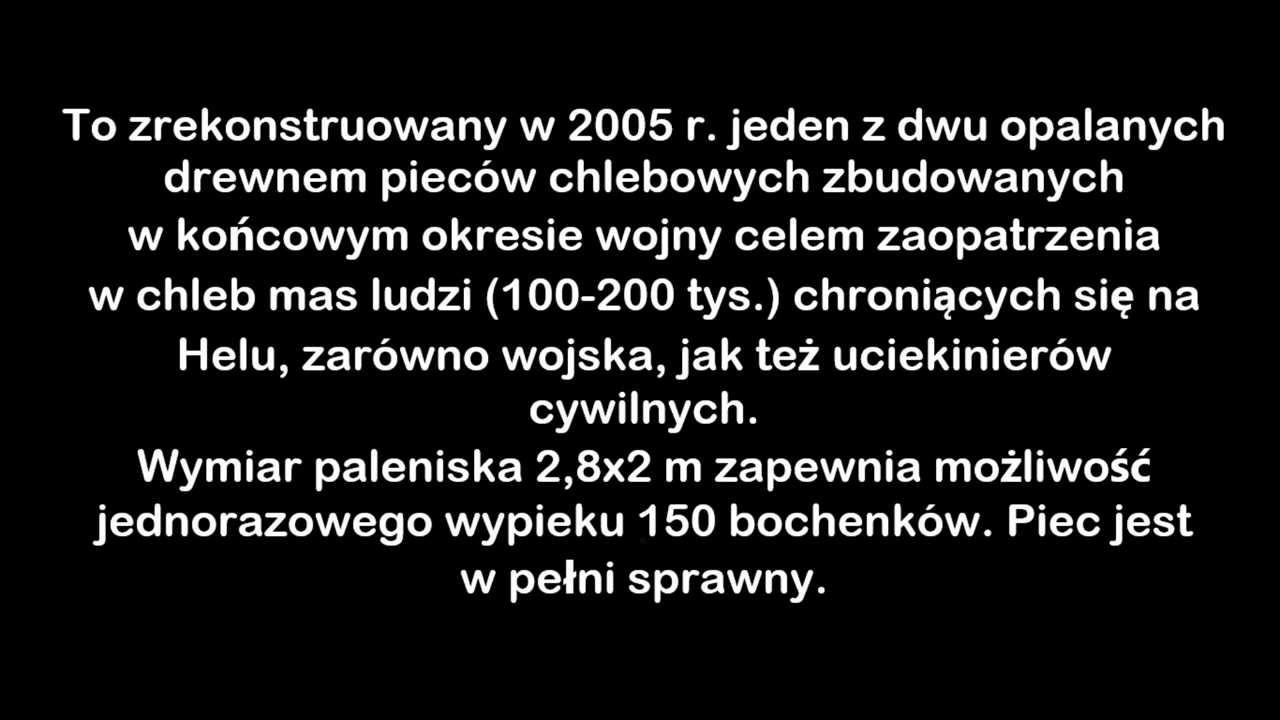 To zrekonstruowany w 2005 r. jeden z dwu opalanych
drewnem pieców chlebowych zbudowanych
w końcowym okresie wojny celem zaopatrzenia
w chleb mas ludzi (100-200 tys.) chroniących się na
Helu, zarówno wojska, jak też uciekinierów
cywilnych.
Wymiar paleniska 2,8x2 m zapewnia możliwość
jednorazowego wypieku 150 bochenków. Piec jest
w pełni sprawny.